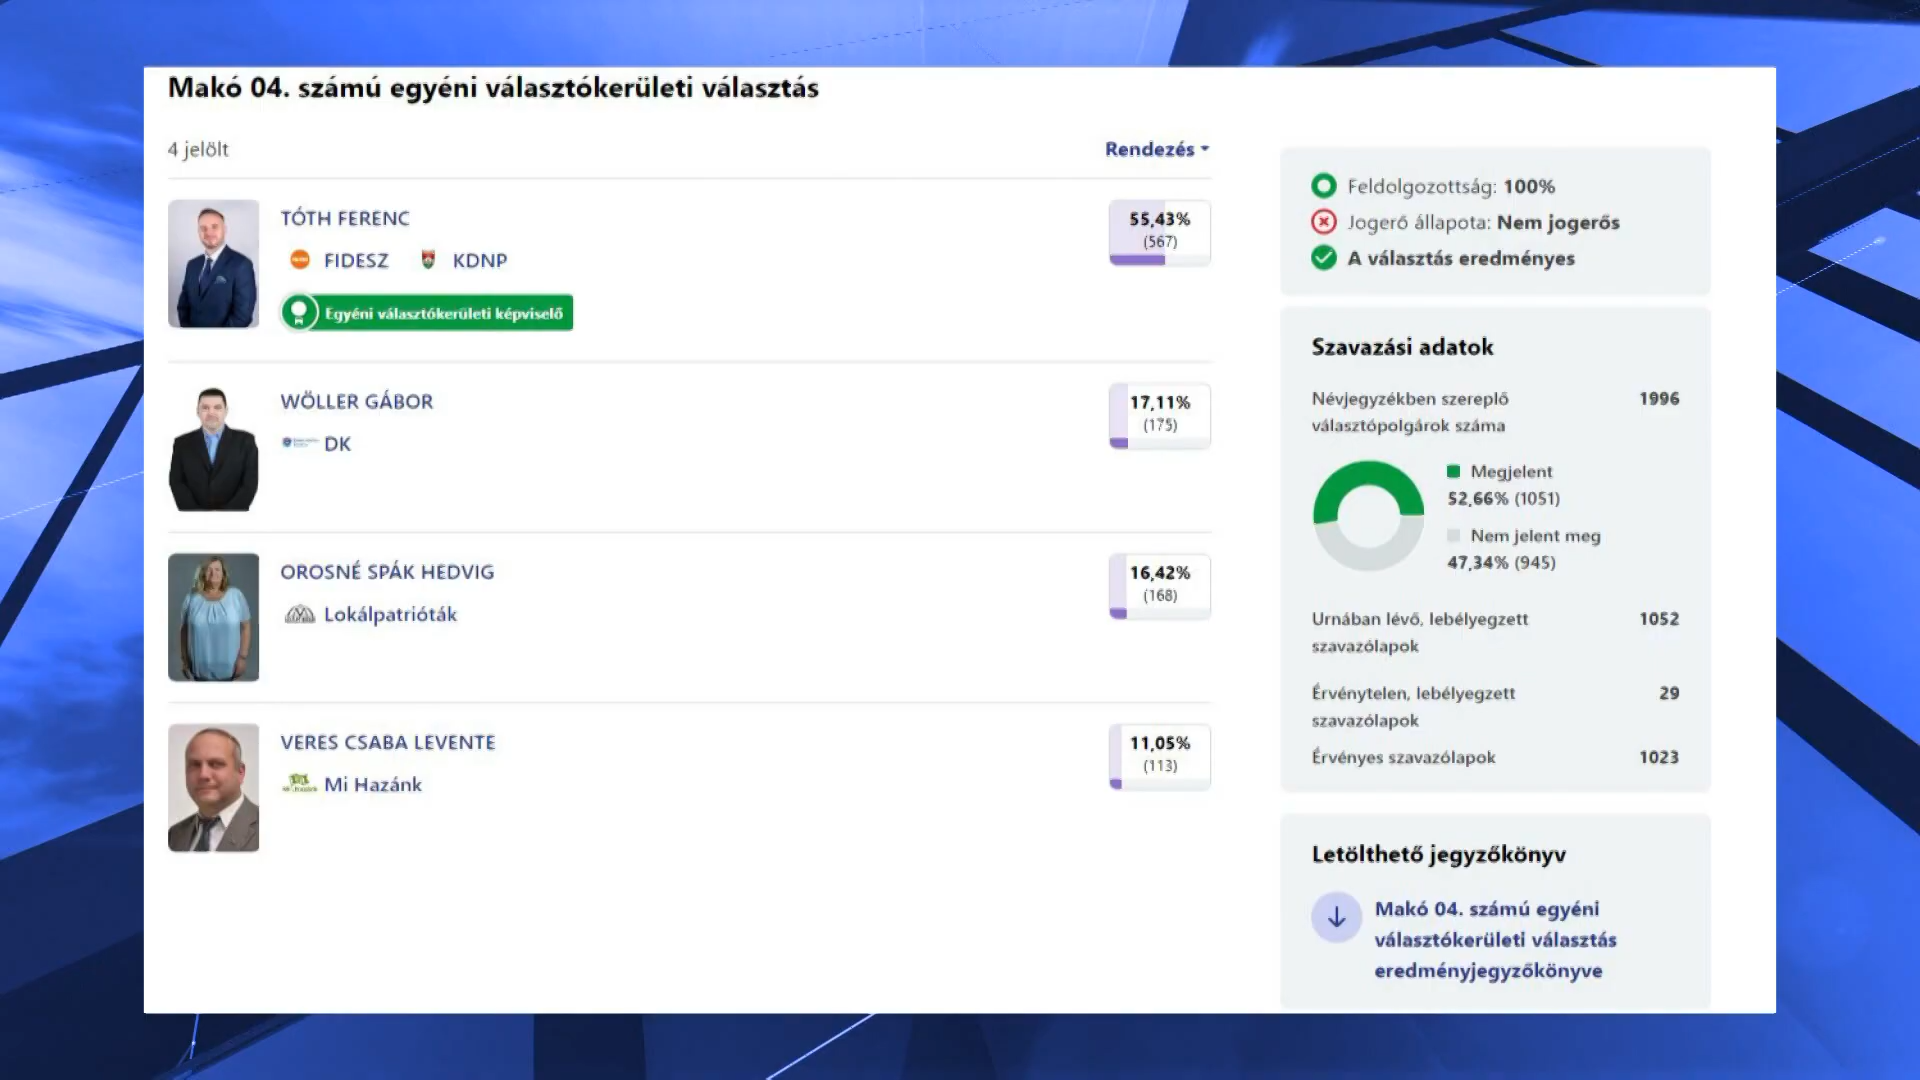 Makó 04. számú egyéni választókerületi választás
4 jelölt
Rendezés
TÓTH FERENC
FIDESZ KDNP
Egyéni választókerületi képviselő
55,43%
(567)
WÖLLER GÁBOR
DK
17,11%
(175)
OROSNÉ SPÁK HEDVIG
Lokálpatrióták
16,42%
(168)
VERES CSABA LEVENTE
Mi Hazánk
11,05%
(113)
Feldolgozottság: 100%
Jogerő állapota: Nem jogerős
A választás eredményes
Szavazási adatok
Névjegyzékben szereplő 1996
választópolgárok száma
Megjelent
52,66% (1051)
Nem jelent meg
47,34% (945)
Urnában lévő, lebélyegzett 1052
szavazólapok
Érvénytelen, lebélyegzett 29
szavazólapok
Érvényes szavazólapok 1023
Letölthető jegyzőkönyv
Makó 04. számú egyéni
választókerületi választás
eredményjegyzőkönyve